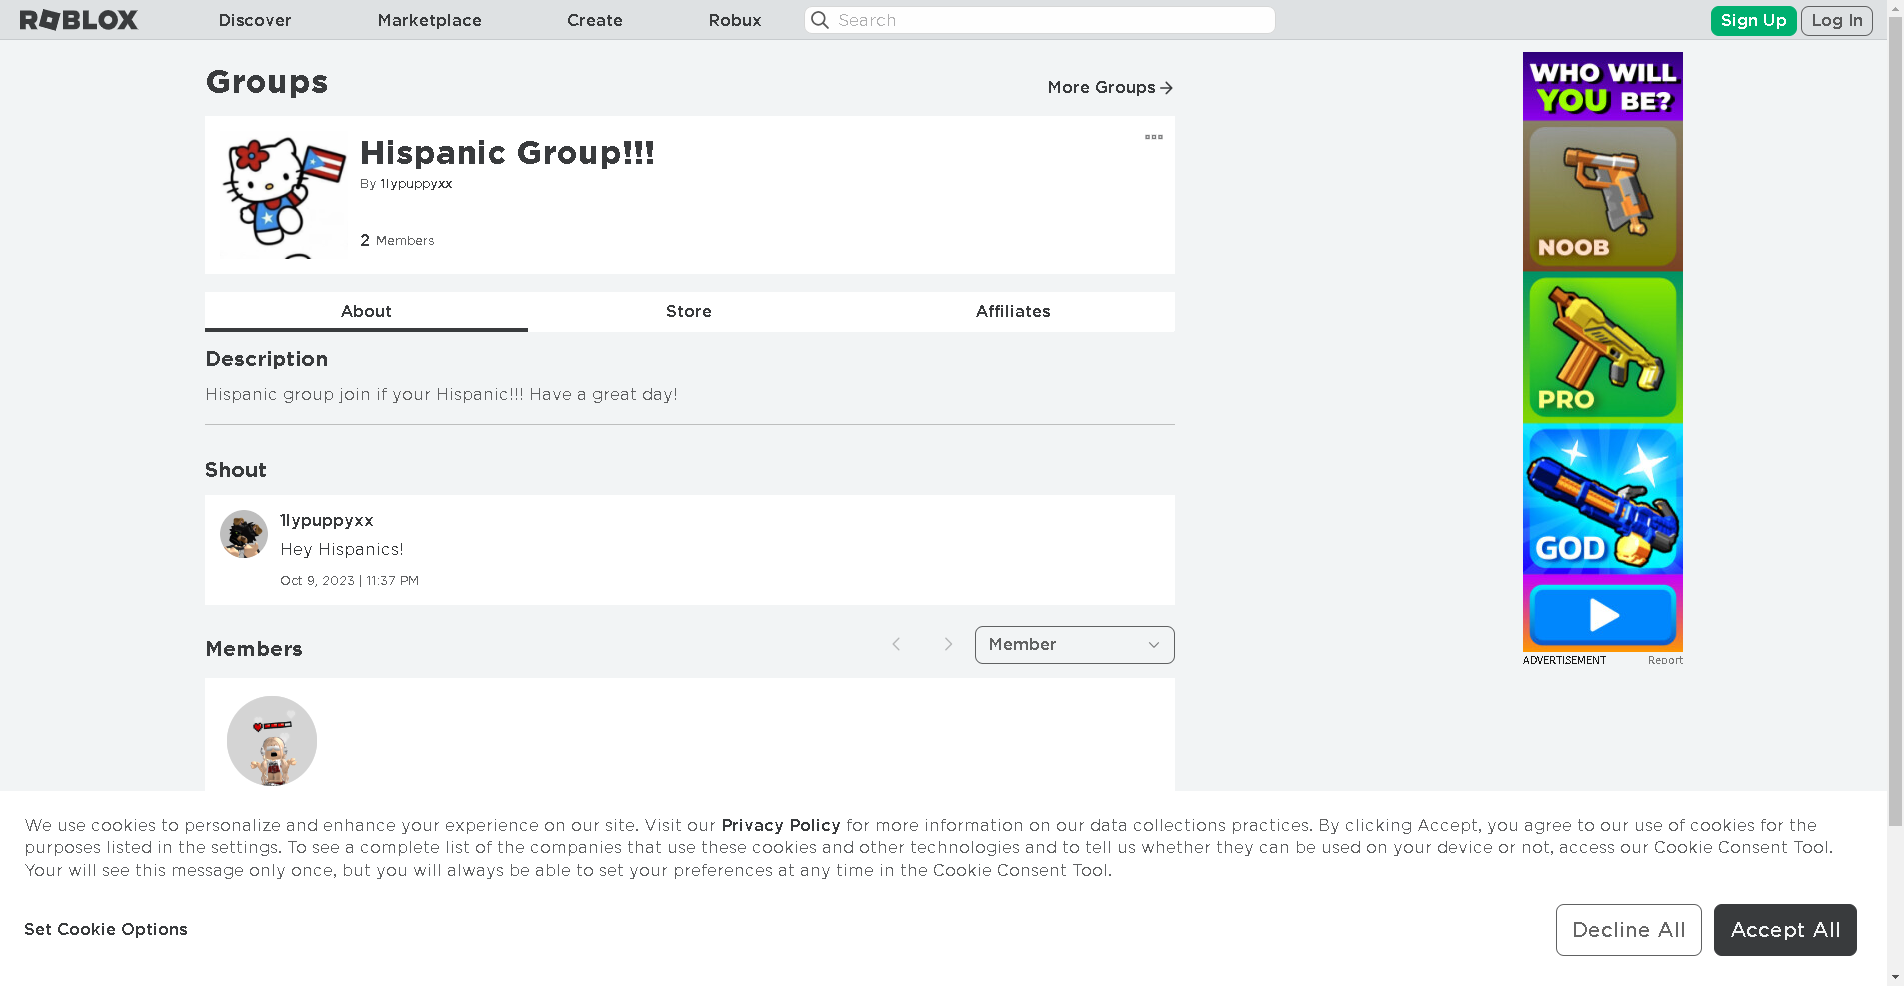 ROBLOX
Discover
Marketplace
Create
Robux
Search
Sign Up
Log In
Groups
More Groups
Hispanic Group!!!
By 1lypuppyxx
2 Members
About
Store
Affiliates
Description
Hispanic group join if your Hispanic!!! Have a great day!
Shout
1lypuppyxx
Hey Hispanics!
Oct 9, 2023 | 11:37 PM
Members
Member
WHO WILL
YOU BE?
NOOB
PRO
GOD
ADVERTISEMENT
Report
We use cookies to personalize and enhance your experience on our site. Visit our Privacy Policy for more information on our data collections practices. By clicking Accept, you agree to our use of cookies for the
purposes listed in the settings. To see a complete list of the companies that use these cookies and other technologies and to tell us whether they can be used on your device or not, access our Cookie Consent Tool.
Your will see this message only once, but you will always be able to set your preferences at any time in the Cookie Consent Tool.
Set Cookie Options
Decline All
Accept All